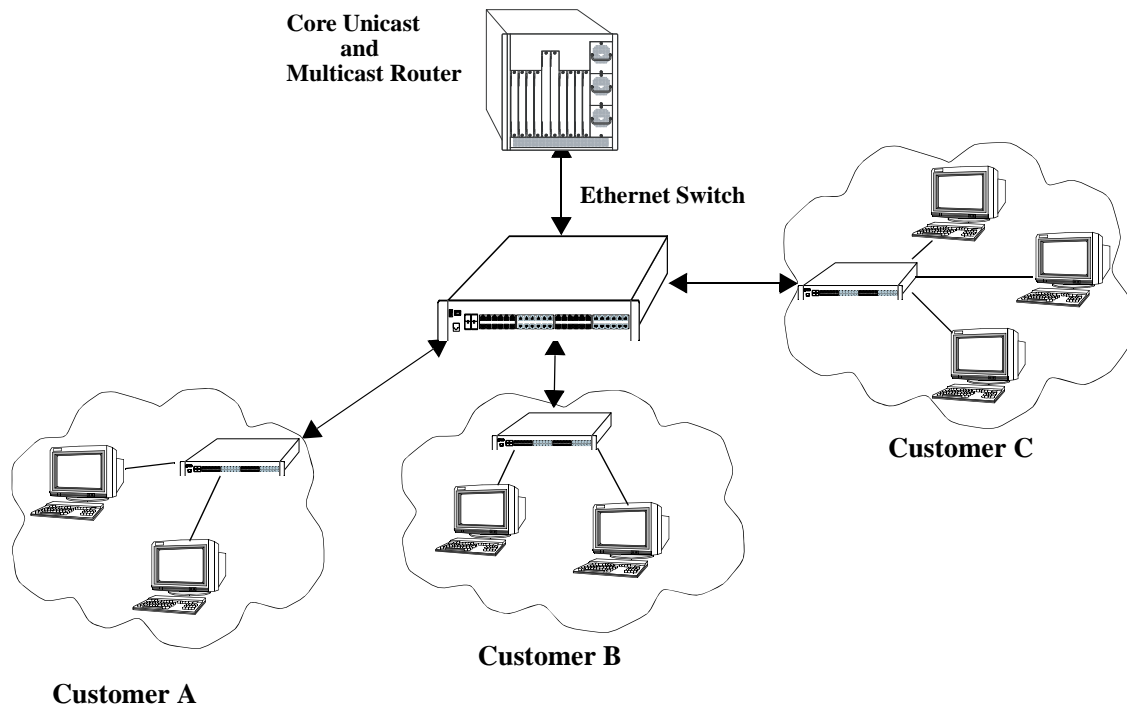 Core Unicast
and
Multicast Router
Ethernet Switch
Customer C
Customer B
Customer A